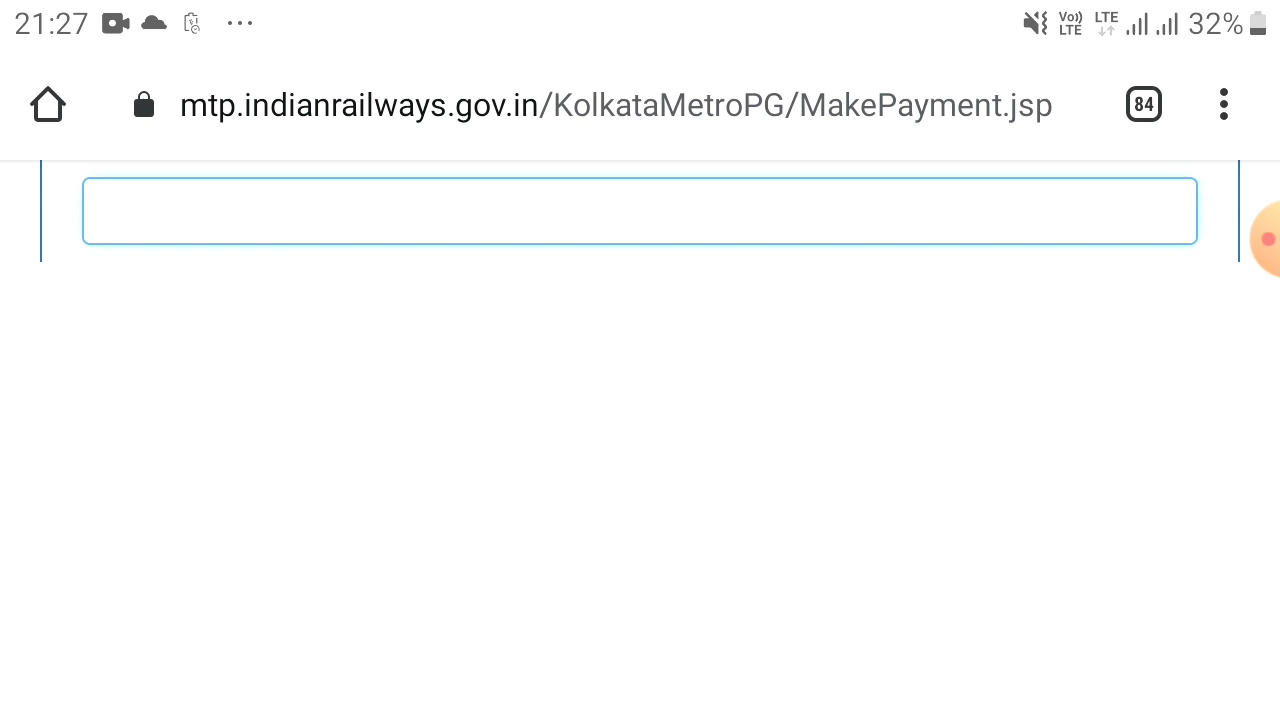 21:27 ... Vo)) LTE LTE 32%
mtp.indianrailways.gov.in/KolkataMetroPG/MakePayment.jsp 84